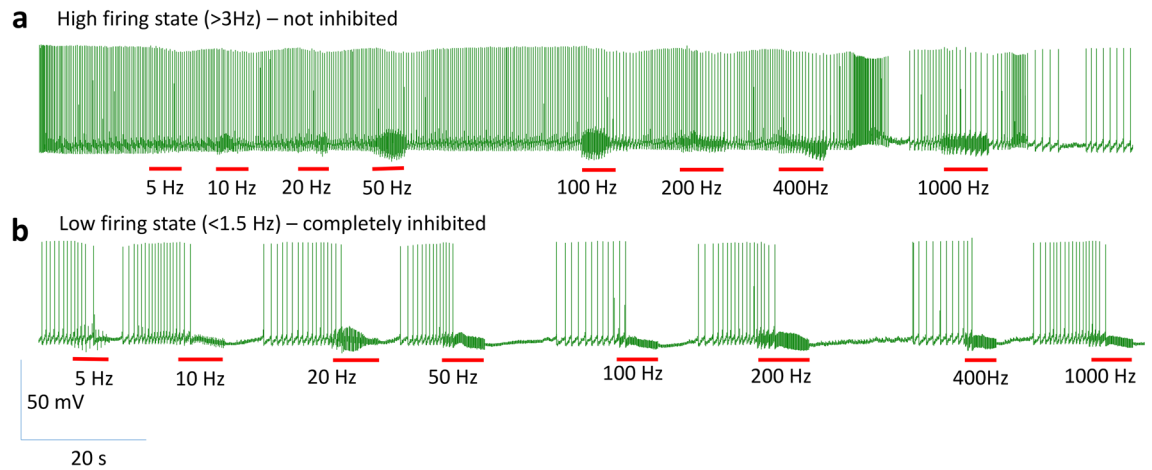 a High firing state (>3Hz) – not inhibited
5 Hz 10 Hz 20 Hz 50 Hz 100 Hz 200 Hz 400Hz 1000 Hz
b Low firing state (<1.5 Hz) – completely inhibited
5 Hz 10 Hz 20 Hz 50 Hz 100 Hz 200 Hz 400Hz 1000 Hz
50 mV
20 s